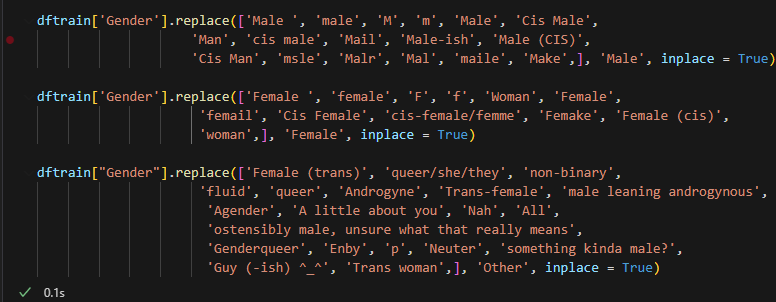 dftrain['Gender'].replace(['Male ', 'male', 'M', 'm', 'Male', 'Cis Male',
'Man', 'cis male', 'Mail', 'Male-ish', 'Male (CIS)',
'Cis Man', 'msle', 'Malr', 'Mal', 'maile', 'Make',], 'Male', inplace = True)
dftrain['Gender'].replace(['Female ', 'female', 'F', 'f', 'Woman', 'Female',
'femail', 'Cis Female', 'cis-female/femme', 'Femake', 'Female (cis)',
'woman',], 'Female', inplace = True)
dftrain["Gender"].replace(['Female (trans)', 'queer/she/they', 'non-binary',
'fluid', 'queer', 'Androgyne', 'Trans-female', 'male leaning androgynous',
'Agender', 'A little about you', 'Nah', 'All',
'ostensibly male, unsure what that really means',
'Genderqueer', 'Enby', 'p', 'Neuter', 'something kinda male?',
'Guy (-ish) ^_^', 'Trans woman',], 'Other', inplace = True)
0.1s